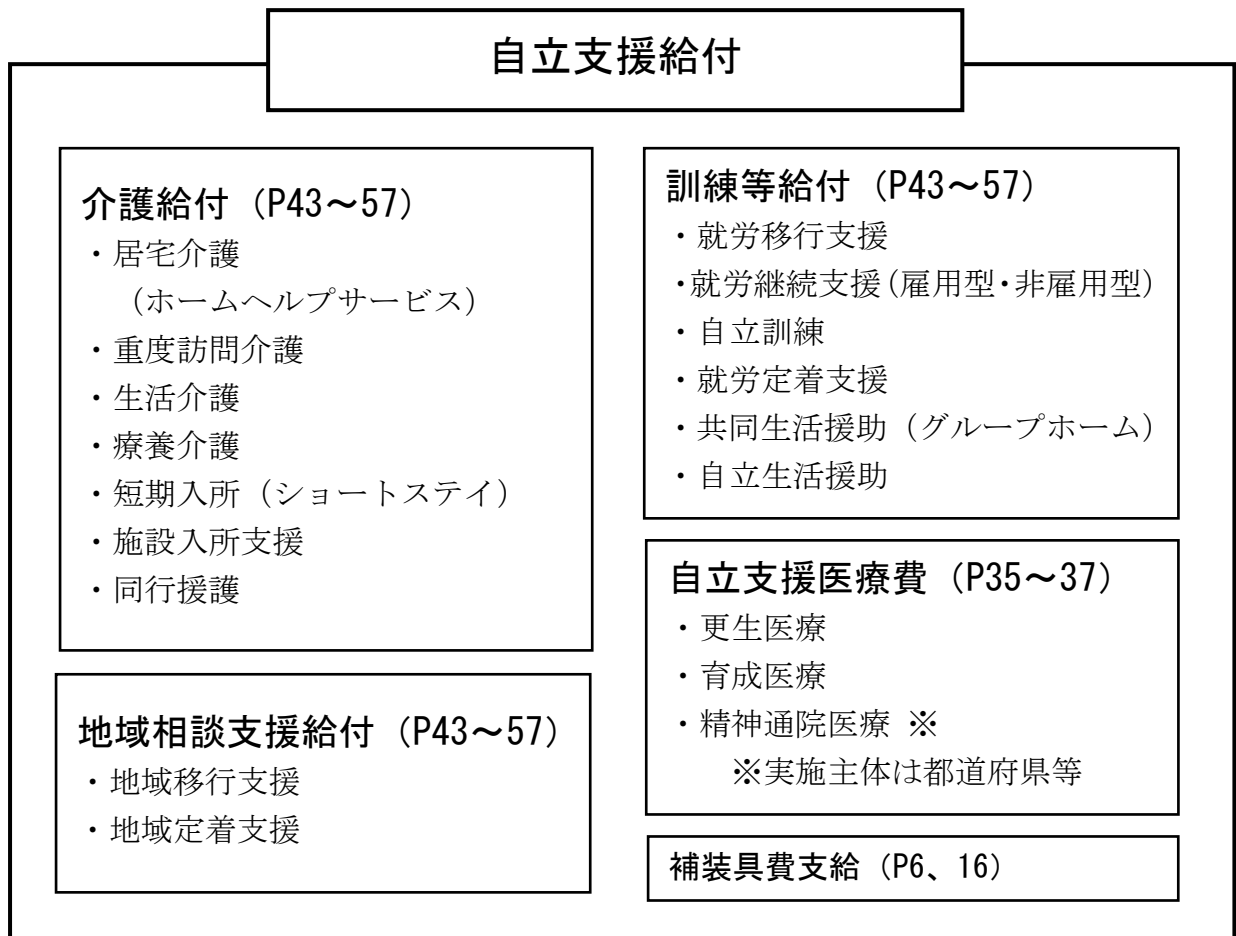 自立支援給付
介護給付（P43～57）
・居宅介護
（ホームヘルプサービス）
・重度訪問介護
・生活介護
・療養介護
・短期入所（ショートステイ）
・施設入所支援
・同行援護
地域相談支援給付（P43～57）
・地域移行支援
・地域定着支援
訓練等給付（P43～57）
・就労移行支援
・就労継続支援（雇用型・非雇用型）
・自立訓練
・就労定着支援
・共同生活援助（グループホーム）
・自立生活援助
自立支援医療費（P35～37）
・更生医療
・育成医療
・精神通院医療 ※
※実施主体は都道府県等
補装具費支給（P6、16）